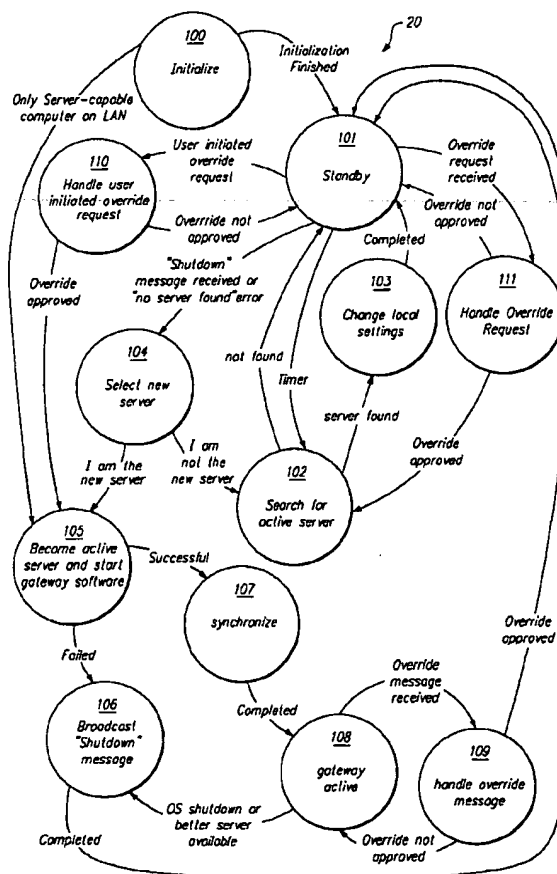 20
100
Initialize
Initialization
Finished
Only Server-capable
computer on LAN
101
Standby
User initiated
override
request
110
Handle user
initiated override
request
Override
request
received
Override not
approved
Overrride not
approved
Completed
"Shutdown"
message received or
"no server found" error
103
Change local
settings
111
Handle Override
Request
Override
approved
104
Select new
server
not found
Timer
server found
Override
approved
I am the
new server
I am
not the
new server
102
Search for
active server
105
Become active
server and start
gateway software
Successful
107
synchronize
Override
approved
Failed
Override
message
received
106
Broadcast
"Shutdown"
message
Completed
108
gateway
active
109
handle override
message
OS shutdown or
better server
available
Override not
approved
Completed